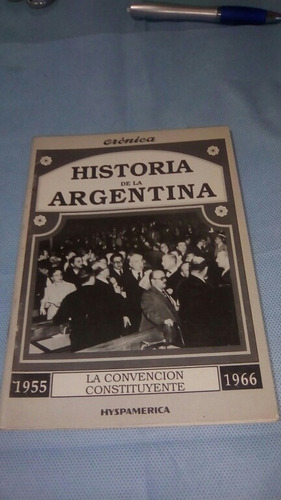 crónica
HISTORIA
DE LA
ARGENTINA
1955 LA CONVENCION CONSTITUYENTE 1966
HYSPAMERICA